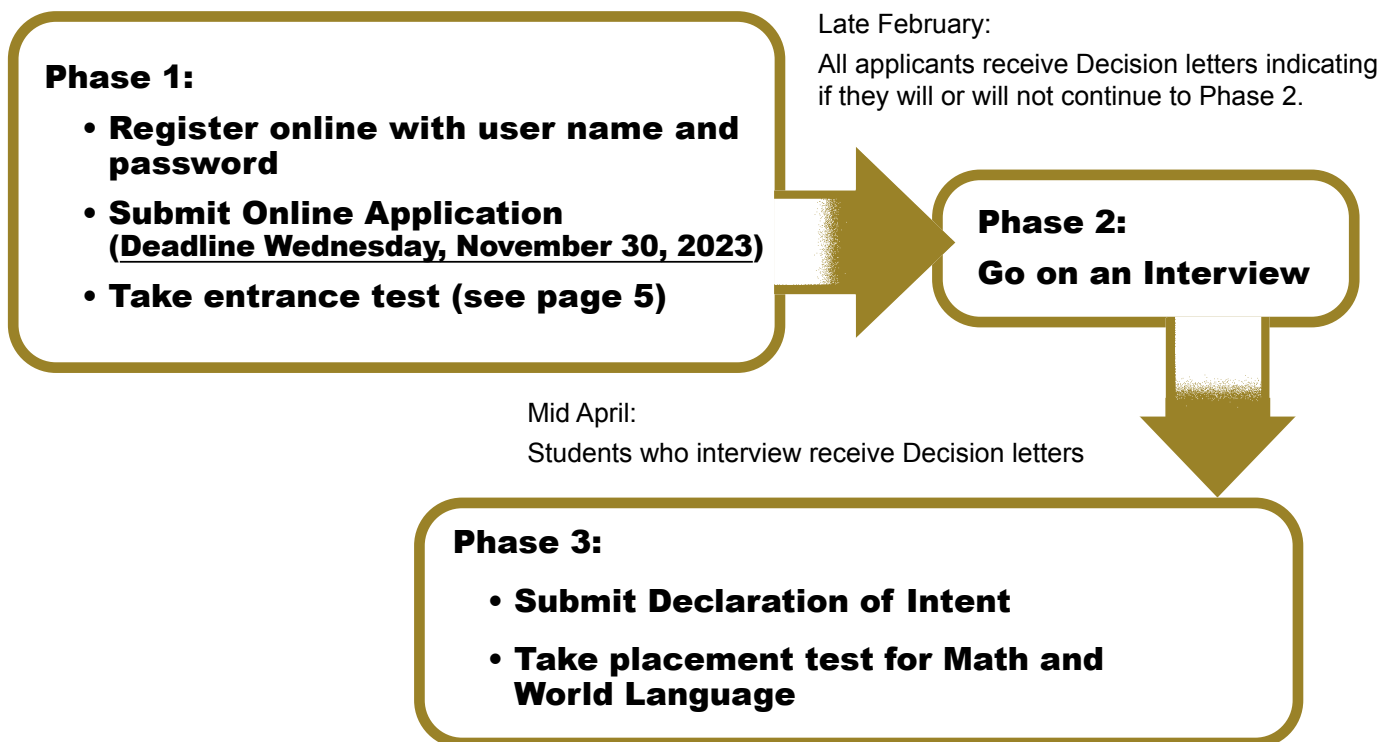 Phase 1:
• Register online with user name and
password
• Submit Online Application
(Deadline Wednesday, November 30, 2023)
• Take entrance test (see page 5)
Late February:
All applicants receive Decision letters indicating
if they will or will not continue to Phase 2.
Phase 2:
Go on an Interview
Mid April:
Students who interview receive Decision letters
Phase 3:
• Submit Declaration of Intent
• Take placement test for Math and
World Language